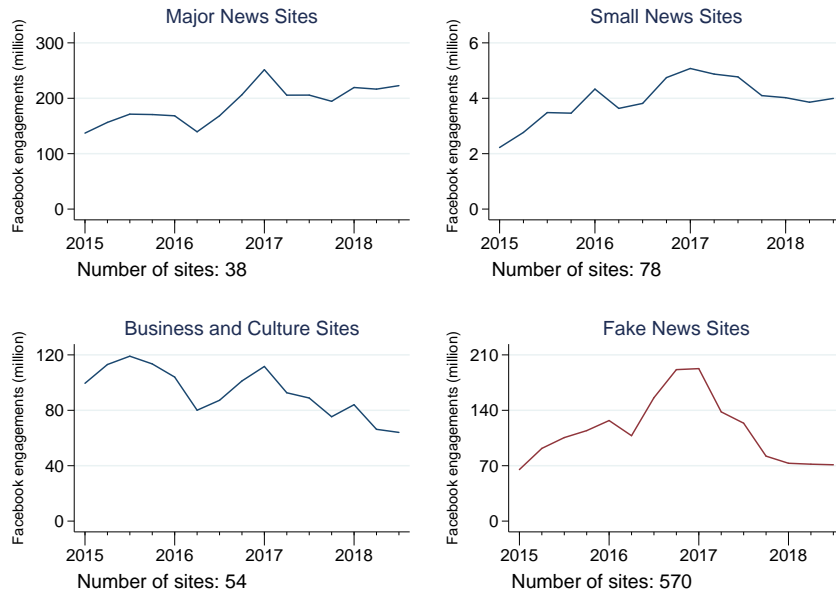 Major News Sites
Facebook engagements (million)
300
200
100
0
2015 2016 2017 2018
Number of sites: 38
Small News Sites
Facebook engagements (million)
6
4
2
0
2015 2016 2017 2018
Number of sites: 78
Business and Culture Sites
Facebook engagements (million)
120
80
40
0
2015 2016 2017 2018
Number of sites: 54
Fake News Sites
Facebook engagements (million)
210
140
70
0
2015 2016 2017 2018
Number of sites: 570